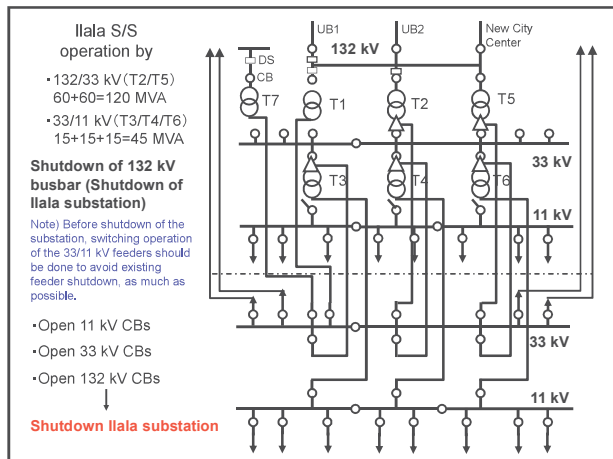 Ilala S/S
operation by
·132/33 kV(T2/T5)
60+60=120 MVA
·33/11 kV(T3/T4/T6)
15+15+15=45 MVA
Shutdown of 132 kV
busbar (Shutdown of
Ilala substation)
Note) Before shutdown of the
substation, switching operation
of the 33/11 kV feeders should
be done to avoid existing
feeder shutdown, as much as
possible.
·Open 11 kV CBs
·Open 33 kV CBs
·Open 132 kV CBs
Shutdown Ilala substation
UB1
UB2
New City
Center
132 kV
DS
CB
T7
T1
T2
T5
33 kV
T3
T4
T6
11 kV
33 kV
11 kV